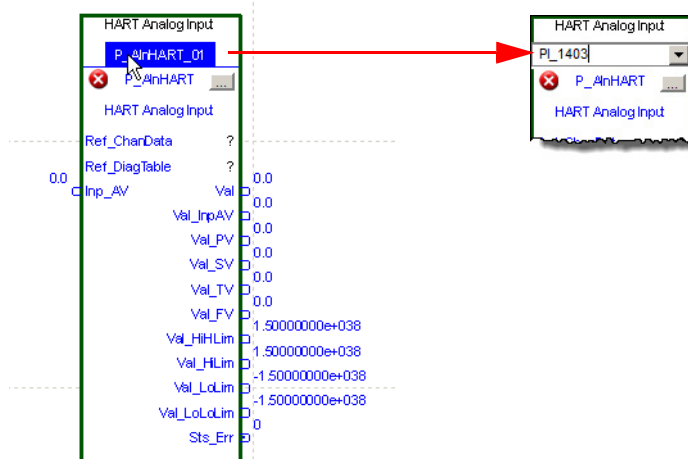 HART Analog Input
P_AInHART_01
P_AInHART ...
HART Analog Input
Ref_ChanData ?
Ref_DiagTable ?
0.0 Inp_AV Val 0.0
Val_InpAV 0.0
Val_PV 0.0
Val_SV 0.0
Val_TV 0.0
Val_FV 0.0
Val_HiHLim 1.50000000e+038
Val_HiLim 1.50000000e+038
Val_LoLim -1.50000000e+038
Val_LoLoLim -1.50000000e+038
Sts_Err 0
HART Analog Input
PI_1403
P_AInHART ...
HART Analog Input